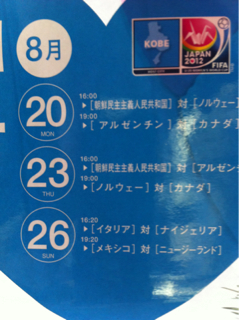 8月
KOBE
JAPAN
2012
FIFA
20
MON
16:00
▶[朝鮮民主主義人民共和国] 対 [ノルウェー
19:00
▶[アルゼンチン] 対 [カナダ]
23
THU
16:00
▶[朝鮮民主主義人民共和国] 対 [アルゼン
19:00
▶[ノルウェー] 対 [カナダ]
26
SUN
16:20
▶[イタリア] 対 [ナイジェリア]
19:20
▶[メキシコ] 対 [ニュージーランド]